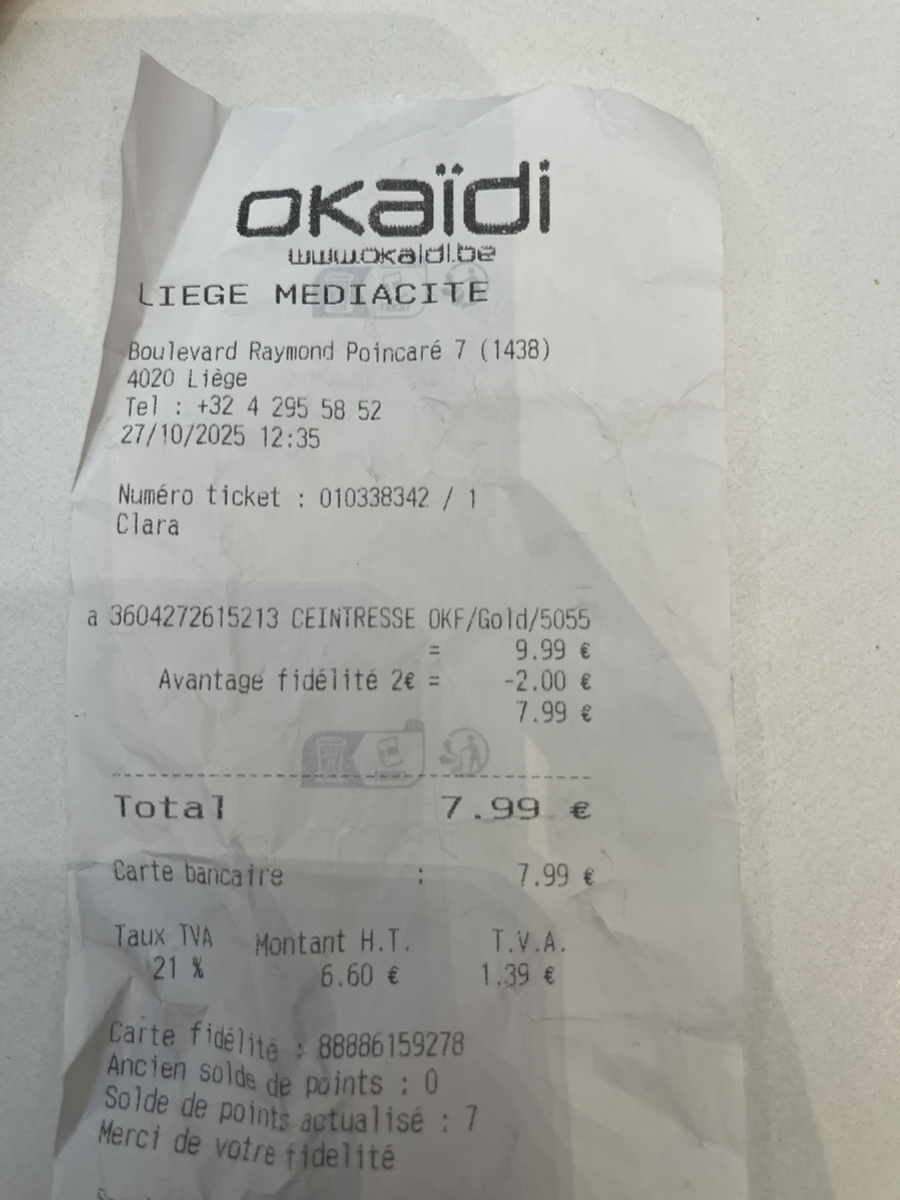 okaïdi
www.okaidi.be
LIEGE MEDIACITE
Boulevard Raymond Poincaré 7 (1438)
4020 Liège
Tel : +32 4 295 58 52
27/10/2025 12:35
Numéro ticket : 010338342 / 1
Clara
a 3604272615213 CEINTRESSE OKF/Gold/5055
= 9.99 €
Avantage fidélité 2€ = -2.00 €
7.99 €
Total 7.99 €
Carte bancaire : 7.99 €
Taux TVA Montant H.T. T.V.A.
21 % 6.60 € 1.39 €
Carte fidélité : 88886159278
Ancien solde de points : 0
Solde de points actualisé : 7
Merci de votre fidelité